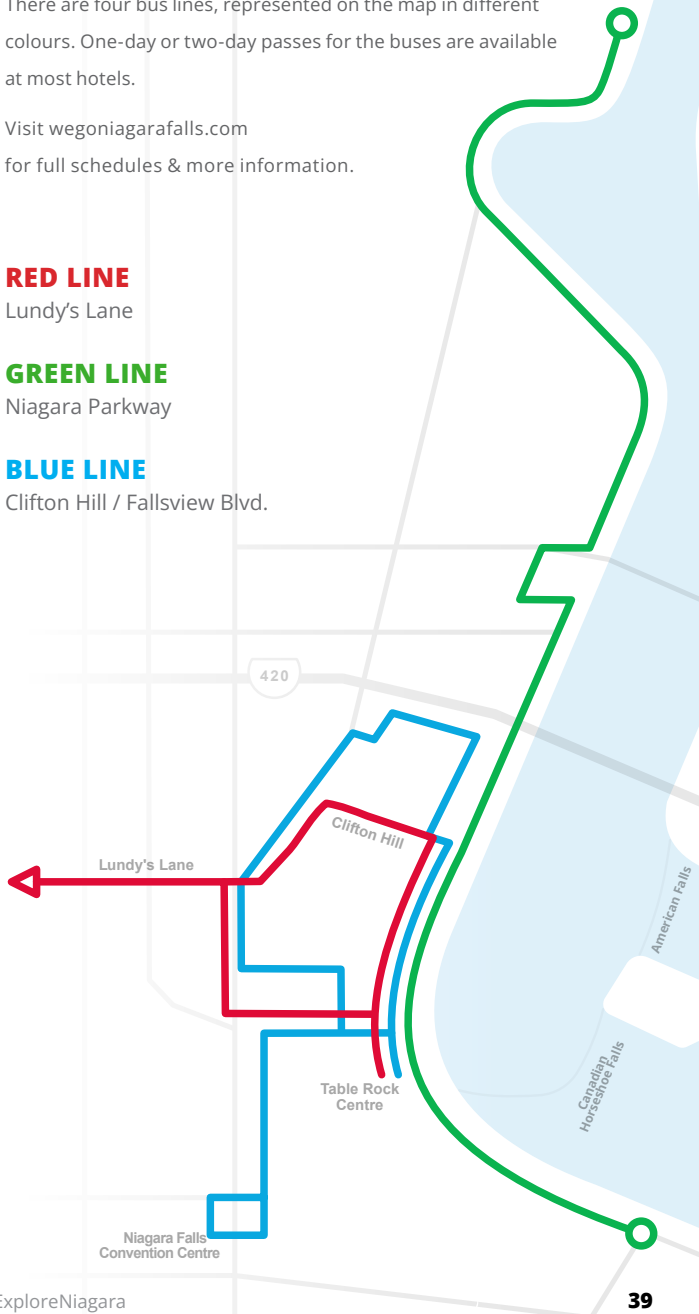 There are four bus lines, represented on the map in different
colours. One-day or two-day passes for the buses are available
at most hotels.
Visit wegoniagarafalls.com
for full schedules & more information.
RED LINE
Lundy's Lane
GREEN LINE
Niagara Parkway
BLUE LINE
Clifton Hill / Fallsview Blvd.
420
Clifton Hill
Lundy's Lane
American Falls
Canadian
Horseshoe Falls
Table Rock
Centre
Niagara Falls
Convention Centre
ExploreNiagara
39